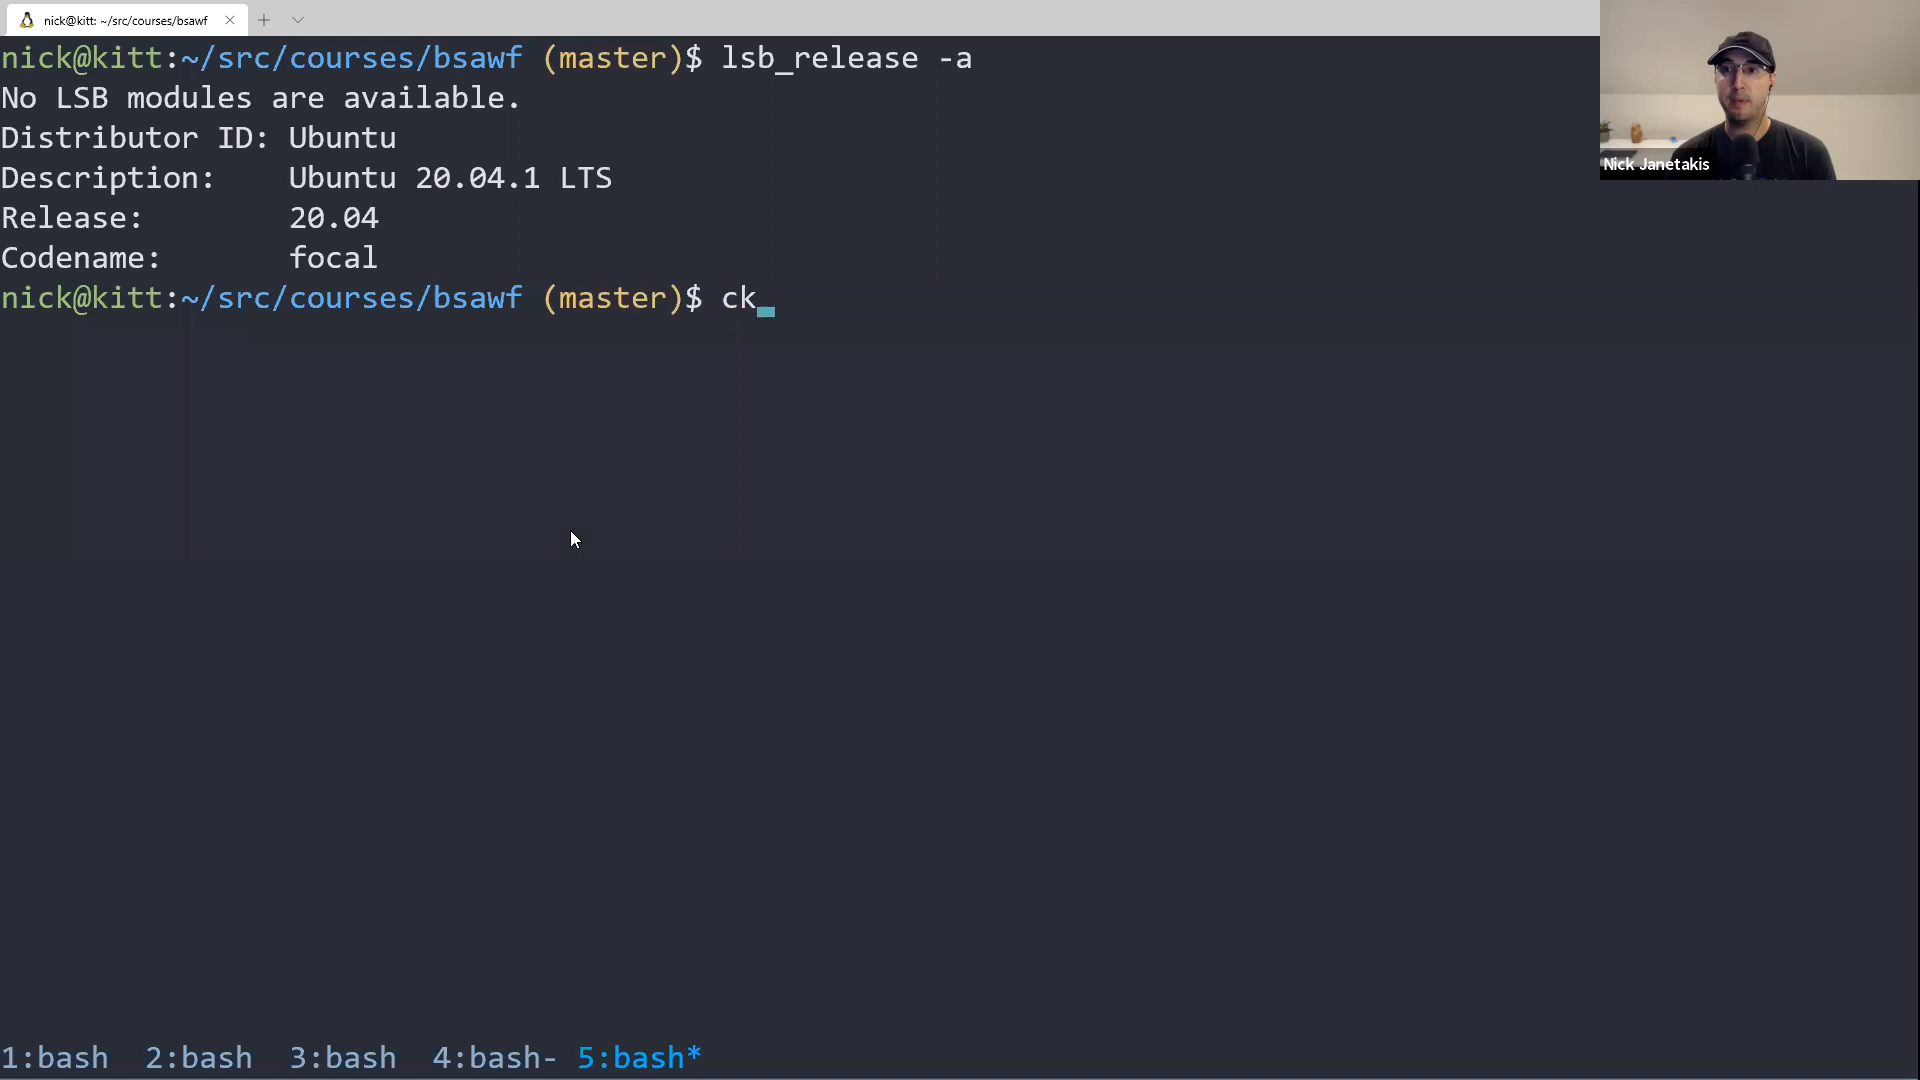 nick@kitt: ~/src/courses/bsawf
nick@kitt:~/src/courses/bsawf (master)$ lsb_release -a
No LSB modules are available.
Distributor ID: Ubuntu
Description:    Ubuntu 20.04.1 LTS
Release:        20.04
Codename:       focal
nick@kitt:~/src/courses/bsawf (master)$ ck
Nick Janetakis
1:bash  2:bash  3:bash  4:bash- 5:bash*